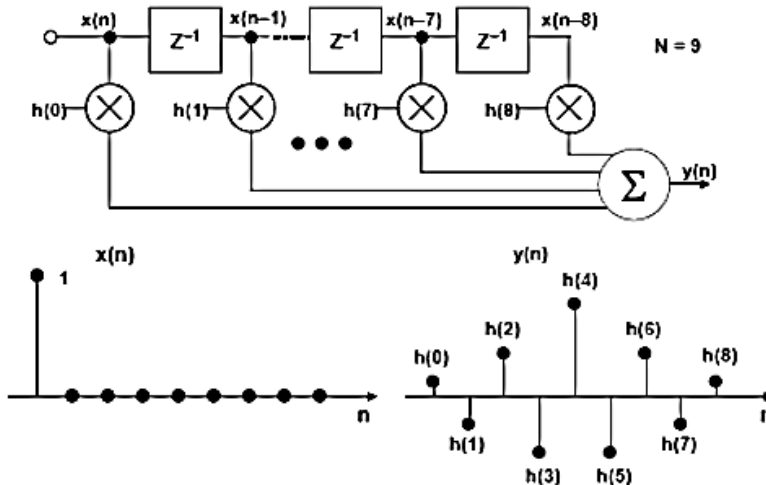 x(n) x(n–1) x(n–7) x(n–8)
Z⁻¹ Z⁻¹ Z⁻¹ N = 9
h(0) h(1) h(7) h(8)
Σ y(n)
x(n)
1
n
y(n)
h(4)
h(2) h(6)
h(0) h(8)
h(1) h(7)
h(3) h(5)